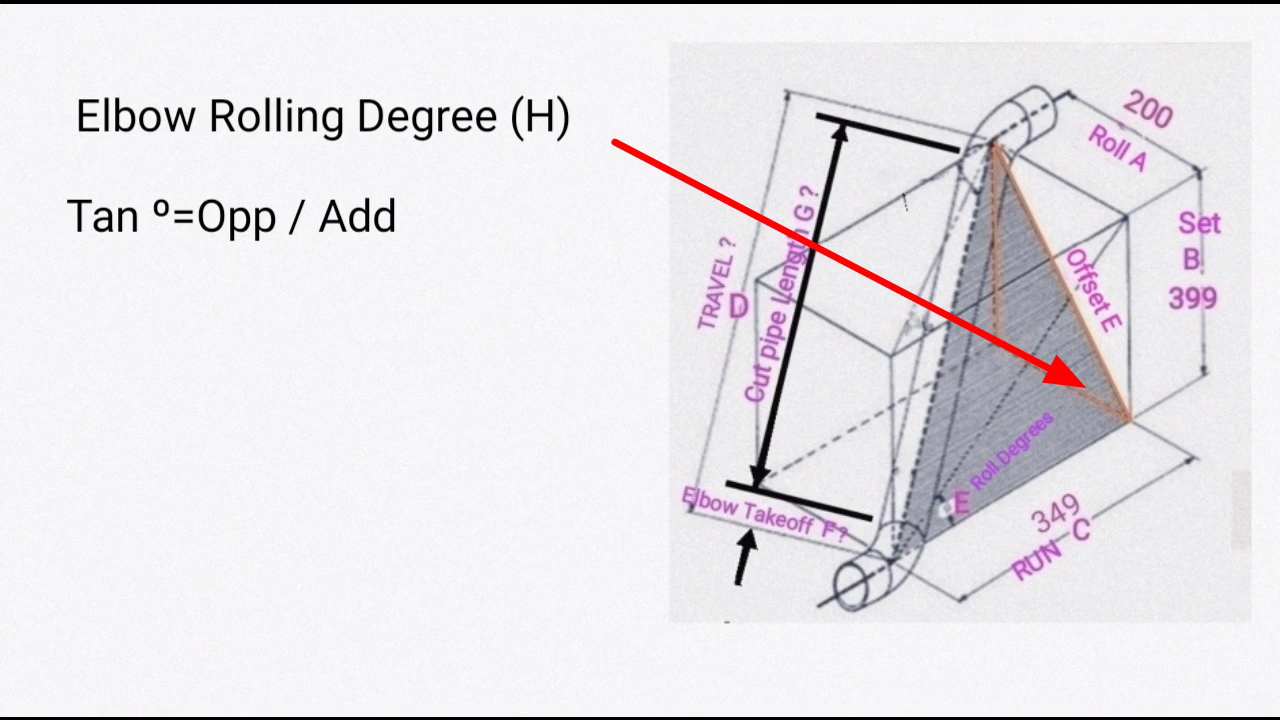 Elbow Rolling Degree (H)
Tan º=Opp / Add
200
Roll A
Set
B
399
Offset E
TRAVEL ?
D
Cut pipe Length G ?
Roll Degrees
E
Elbow Takeoff F?
349
RUN C